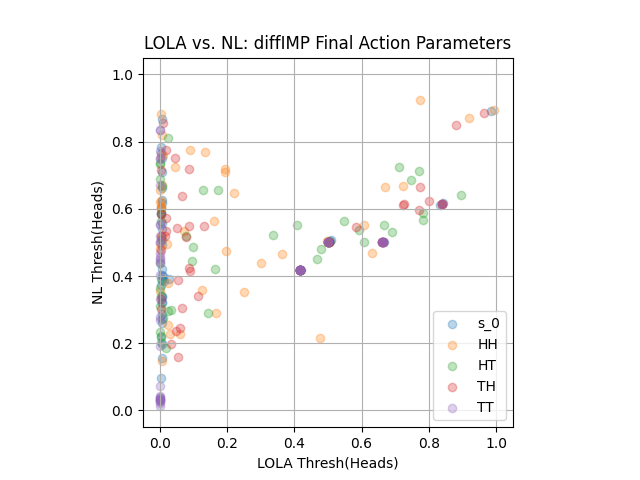 LOLA vs. NL: diffIMP Final Action Parameters
NL Thresh(Heads)
1.0
0.8
0.6
0.4
0.2
0.0
0.0 0.2 0.4 0.6 0.8 1.0
LOLA Thresh(Heads)
s_0
HH
HT
TH
TT